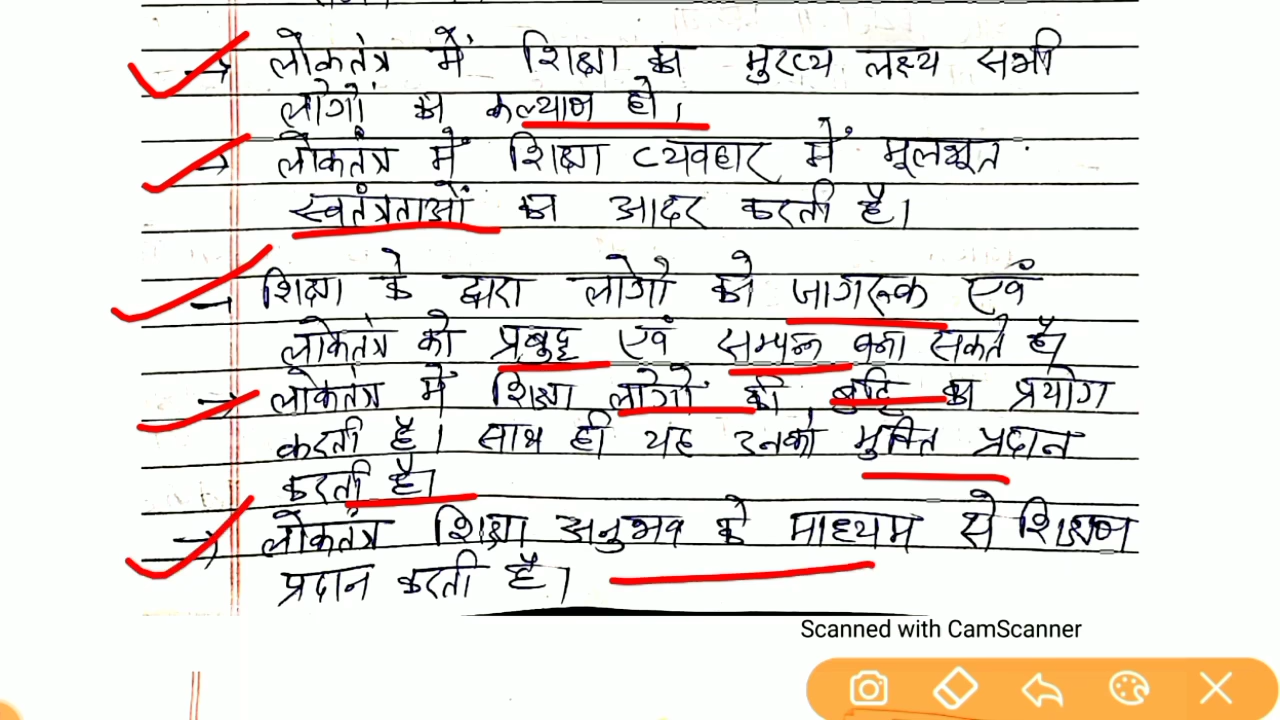 → लोकतंत्र में शिक्षा का मुख्य लक्ष्य सभी
लोगों का कल्याण हो।
→ लोकतंत्र में शिक्षा व्यवहार में मूलभूत
स्वतंत्रताओं का आदर करती है।
→ शिक्षा के द्वारा लोगों को जागरूक एवं
लोकतंत्र को प्रबुद्ध एवं सम्पन्न बना सकते हैं
→ लोकतंत्र में शिक्षा लोगों की बुद्धि का प्रयोग
करती है। साथ ही यह उनको मुक्ति प्रदान
करती है।
→ लोकतंत्र शिक्षा अनुभव के माध्यम से शिक्षण
प्रदान करती है।
Scanned with CamScanner